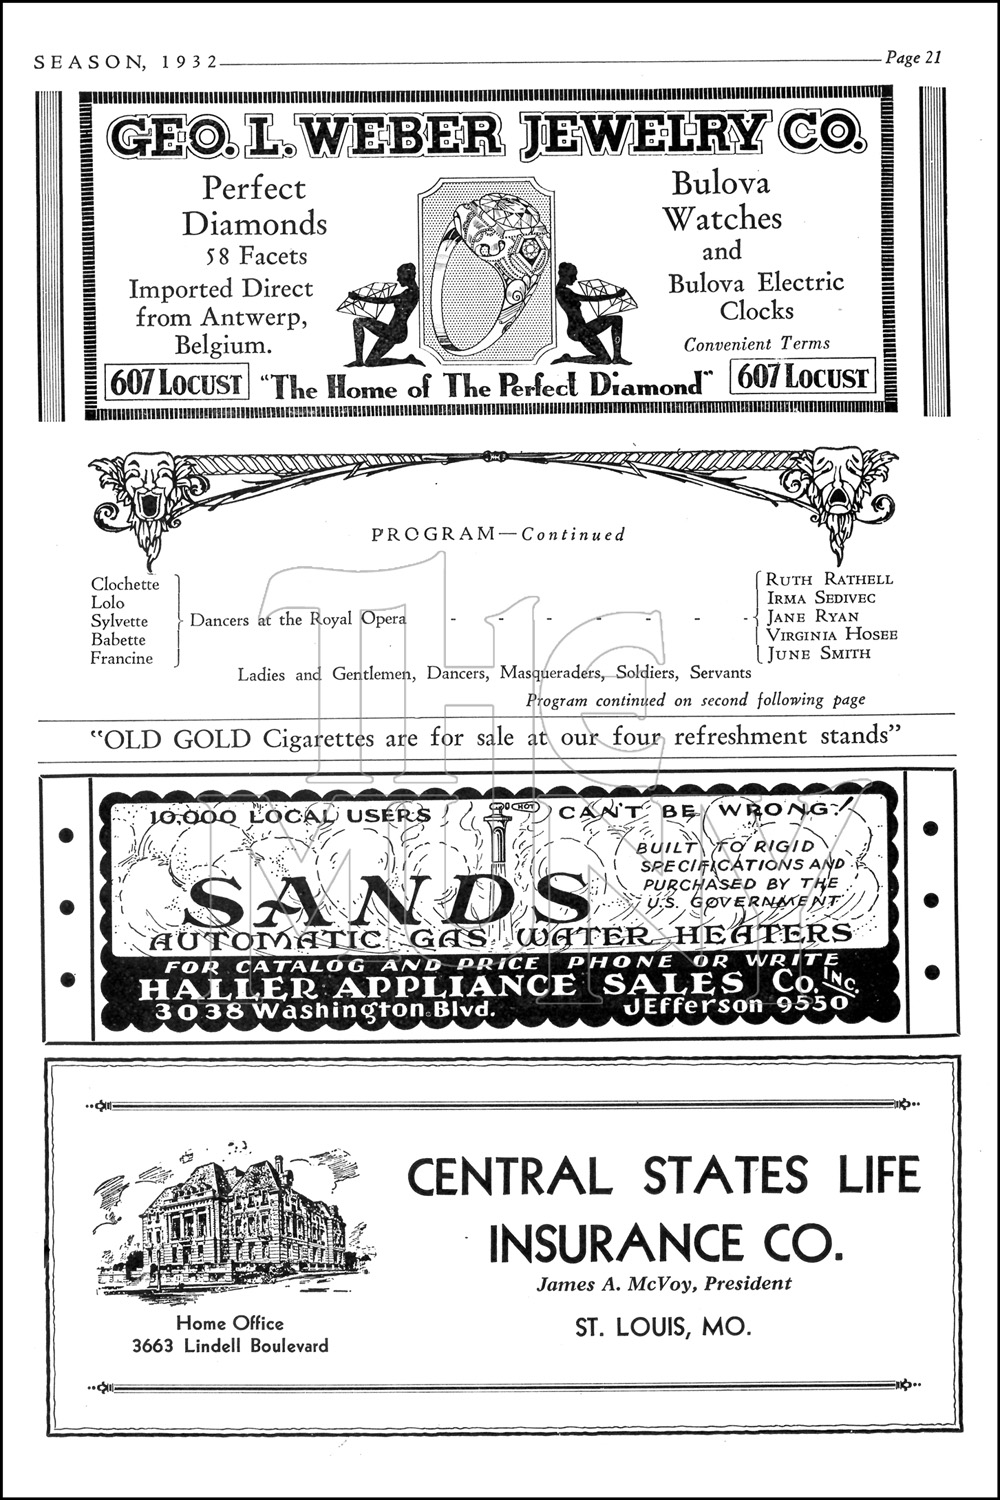 SEASON, 1932
Page 21
GEO. L. WEBER JEWELRY CO.
Perfect
Diamonds
58 Facets
Imported Direct
from Antwerp,
Belgium.
Bulova
Watches
and
Bulova Electric
Clocks
Convenient Terms
607 LOCUST
"The Home of The Perfect Diamond"
607 LOCUST
PROGRAM—Continued
Clochette
Lolo
Sylvette
Babette
Francine
Dancers at the Royal Opera - - - - - - -
RUTH RATHELL
IRMA SEDIVEC
JANE RYAN
VIRGINIA HOSEE
JUNE SMITH
Ladies and Gentlemen, Dancers, Masqueraders, Soldiers, Servants
Program continued on second following page
"OLD GOLD Cigarettes are for sale at our four refreshment stands"
10,000 LOCAL USERS
HOT
CAN'T BE WRONG!
BUILT TO RIGID
SPECIFICATIONS AND
PURCHASED BY THE
U.S. GOVERNMENT
SANDS
AUTOMATIC GAS WATER HEATERS
FOR CATALOG AND PRICE PHONE OR WRITE
HALLER APPLIANCE SALES CO. INC.
3038 Washington Blvd.
JEfferson 9550
CENTRAL STATES LIFE
INSURANCE CO.
James A. McVoy, President
ST. LOUIS, MO.
Home Office
3663 Lindell Boulevard
The
MUNY